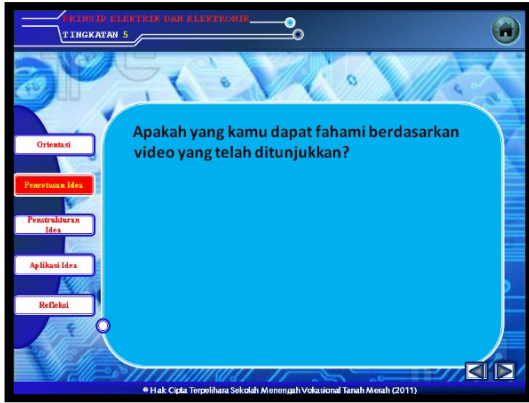 PRINSIP ELEKTRIK DAN ELEKTRONIK
TINGKATAN 5
Apakah yang kamu dapat fahami berdasarkan
video yang telah ditunjukkan?
Orientasi
Pencetusan Idea
Penstrukturan
Idea
Aplikasi Idea
Refleksi
© Hak Cipta Terpelihara Sekolah Menengah Vokasional Tanah Merah (2011)